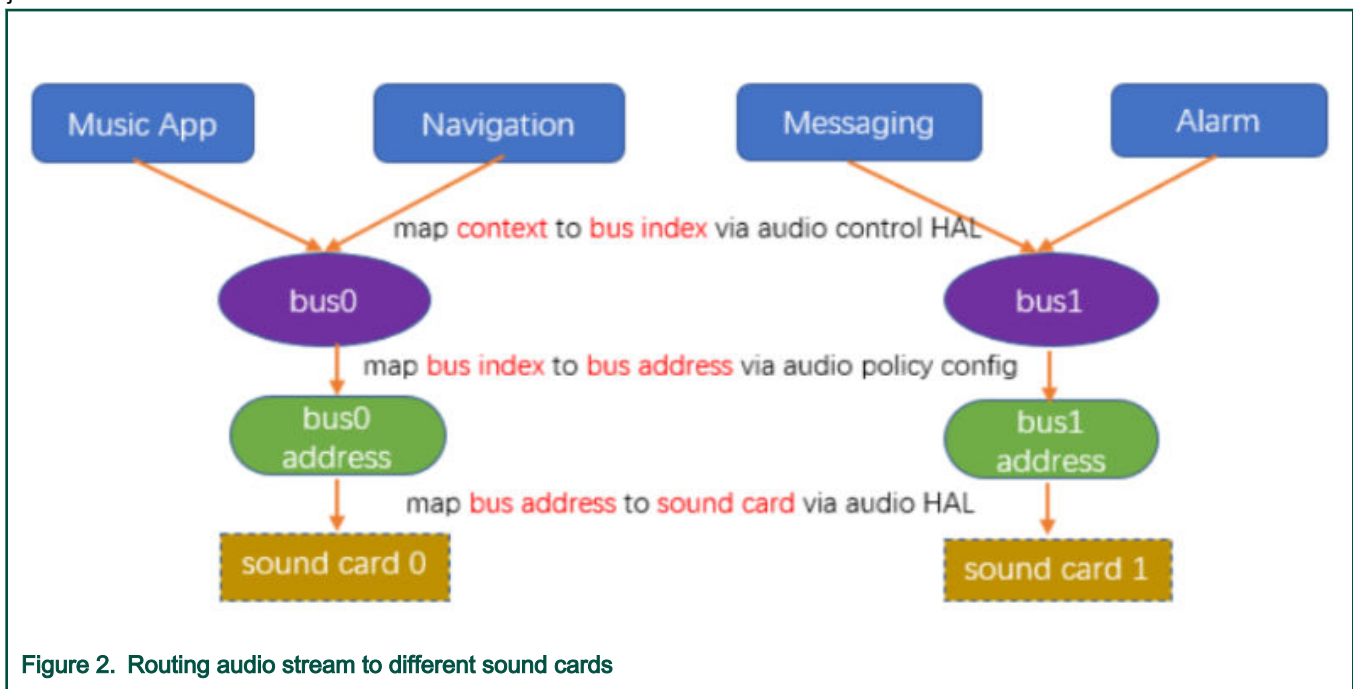 Music App
Navigation
Messaging
Alarm
map context to bus index via audio control HAL
bus0
bus1
map bus index to bus address via audio policy config
bus0
address
bus1
address
map bus address to sound card via audio HAL
sound card 0
sound card 1
Figure 2. Routing audio stream to different sound cards